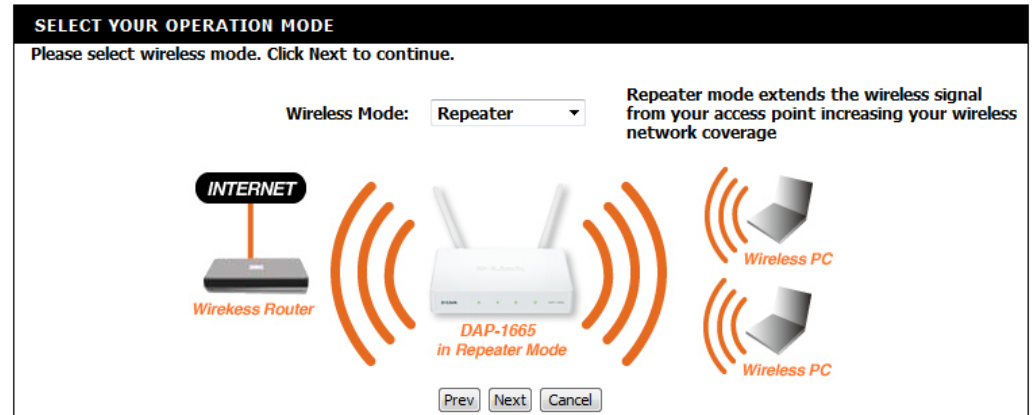 SELECT YOUR OPERATION MODE
Please select wireless mode. Click Next to continue.
Wireless Mode: Repeater
Repeater mode extends the wireless signal
from your access point increasing your wireless
network coverage
INTERNET
Wirekess Router
D-Link
DAP-1665
in Repeater Mode
Wireless PC
Wireless PC
Prev Next Cancel